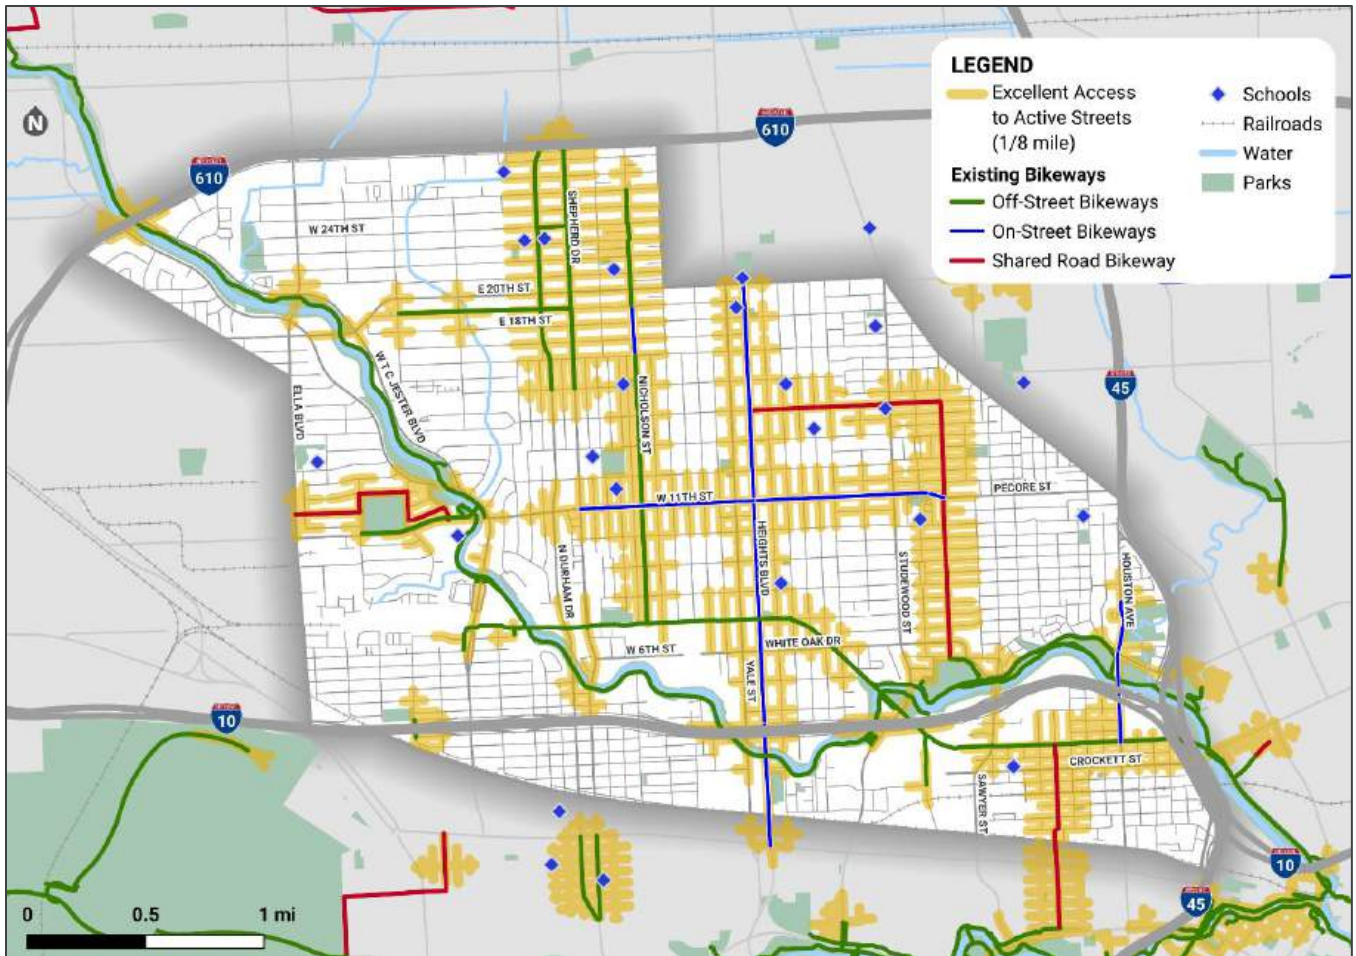 LEGEND
Excellent Access
to Active Streets
(1/8 mile)
Existing Bikeways
Off-Street Bikeways
On-Street Bikeways
Shared Road Bikeway
Schools
Railroads
Water
Parks
N
610
610
W 24TH ST
SHEPHERD DR
E 20TH ST
E 18TH ST
W T C JESTER BLVD
ELLA BLVD
NICHOLSON ST
45
W 11TH ST
PECORE ST
HEIGHTS BLVD
N DURHAM DR
STUDEWOOD ST
HOUSTON AVE
W 6TH ST
WHITE OAK DR
YALE ST
10
CROCKETT ST
SAWYER ST
10
45
0 0.5 1 mi